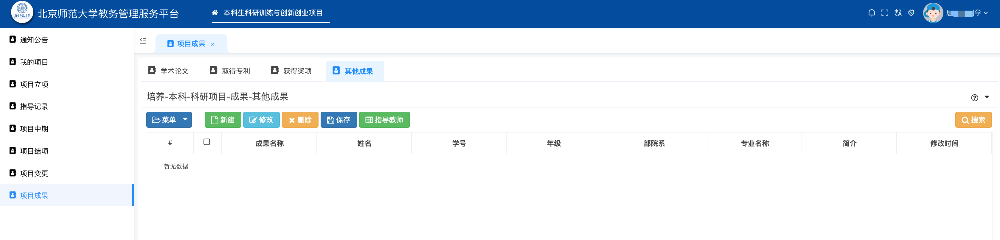 北京师范大学教务管理服务平台
本科生科研训练与创新创业项目
学
通知公告
我的项目
项目立项
指导记录
项目中期
项目结项
项目变更
项目成果
项目成果 ×
学术论文 取得专利 获得奖项 其他成果
培养-本科-科研项目-成果-其他成果
菜单 新建 修改 删除 保存 指导教师 搜索
# 成果名称 姓名 学号 年级 部院系 专业名称 简介 修改时间
暂无数据